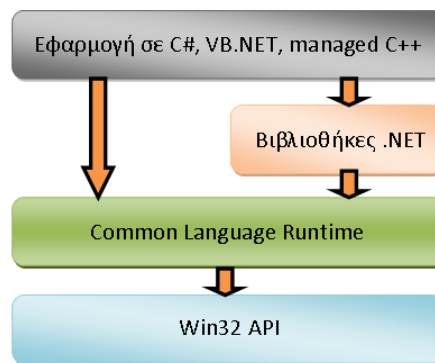 Εφαρμογή σε C#, VB.NET, managed C++
Βιβλιοθήκες .NET
Common Language Runtime
Win32 API